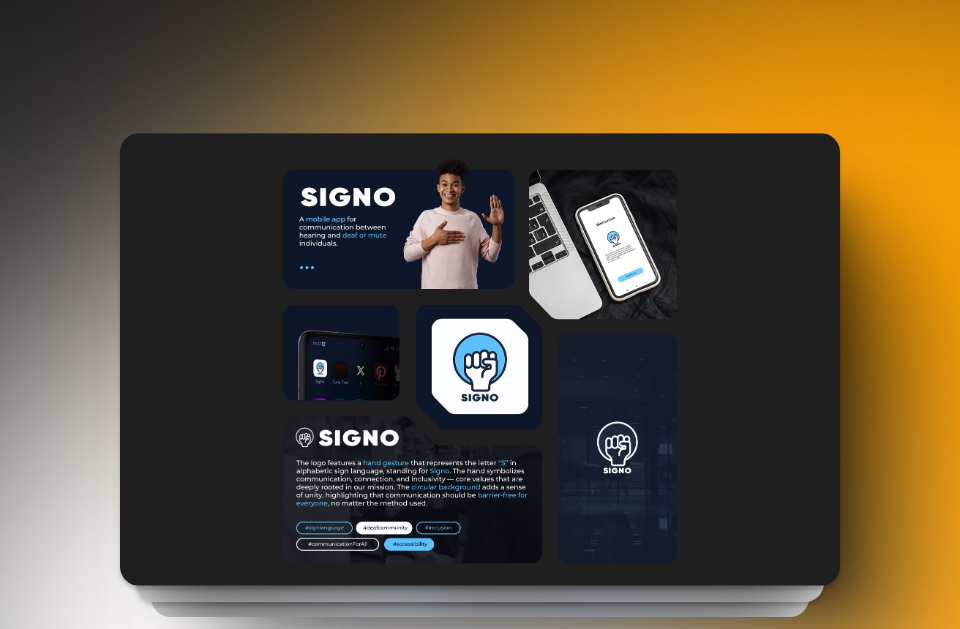 SIGNO
A mobile app for
communication between
hearing and deaf or mute
individuals.
Signo
X
SIGNO
SIGNO
SIGNO
The logo features a hand gesture that represents the letter "S" in
alphabetic sign language, standing for Signo. The hand symbolizes
communication, connection, and inclusivity — core values that are
deeply rooted in our mission. The circular background adds a sense
of unity, highlighting that communication should be barrier-free for
everyone, no matter the method used.
#signlanguage
#deafcommunity
#inclusion
#communicationForAll
#accessibility